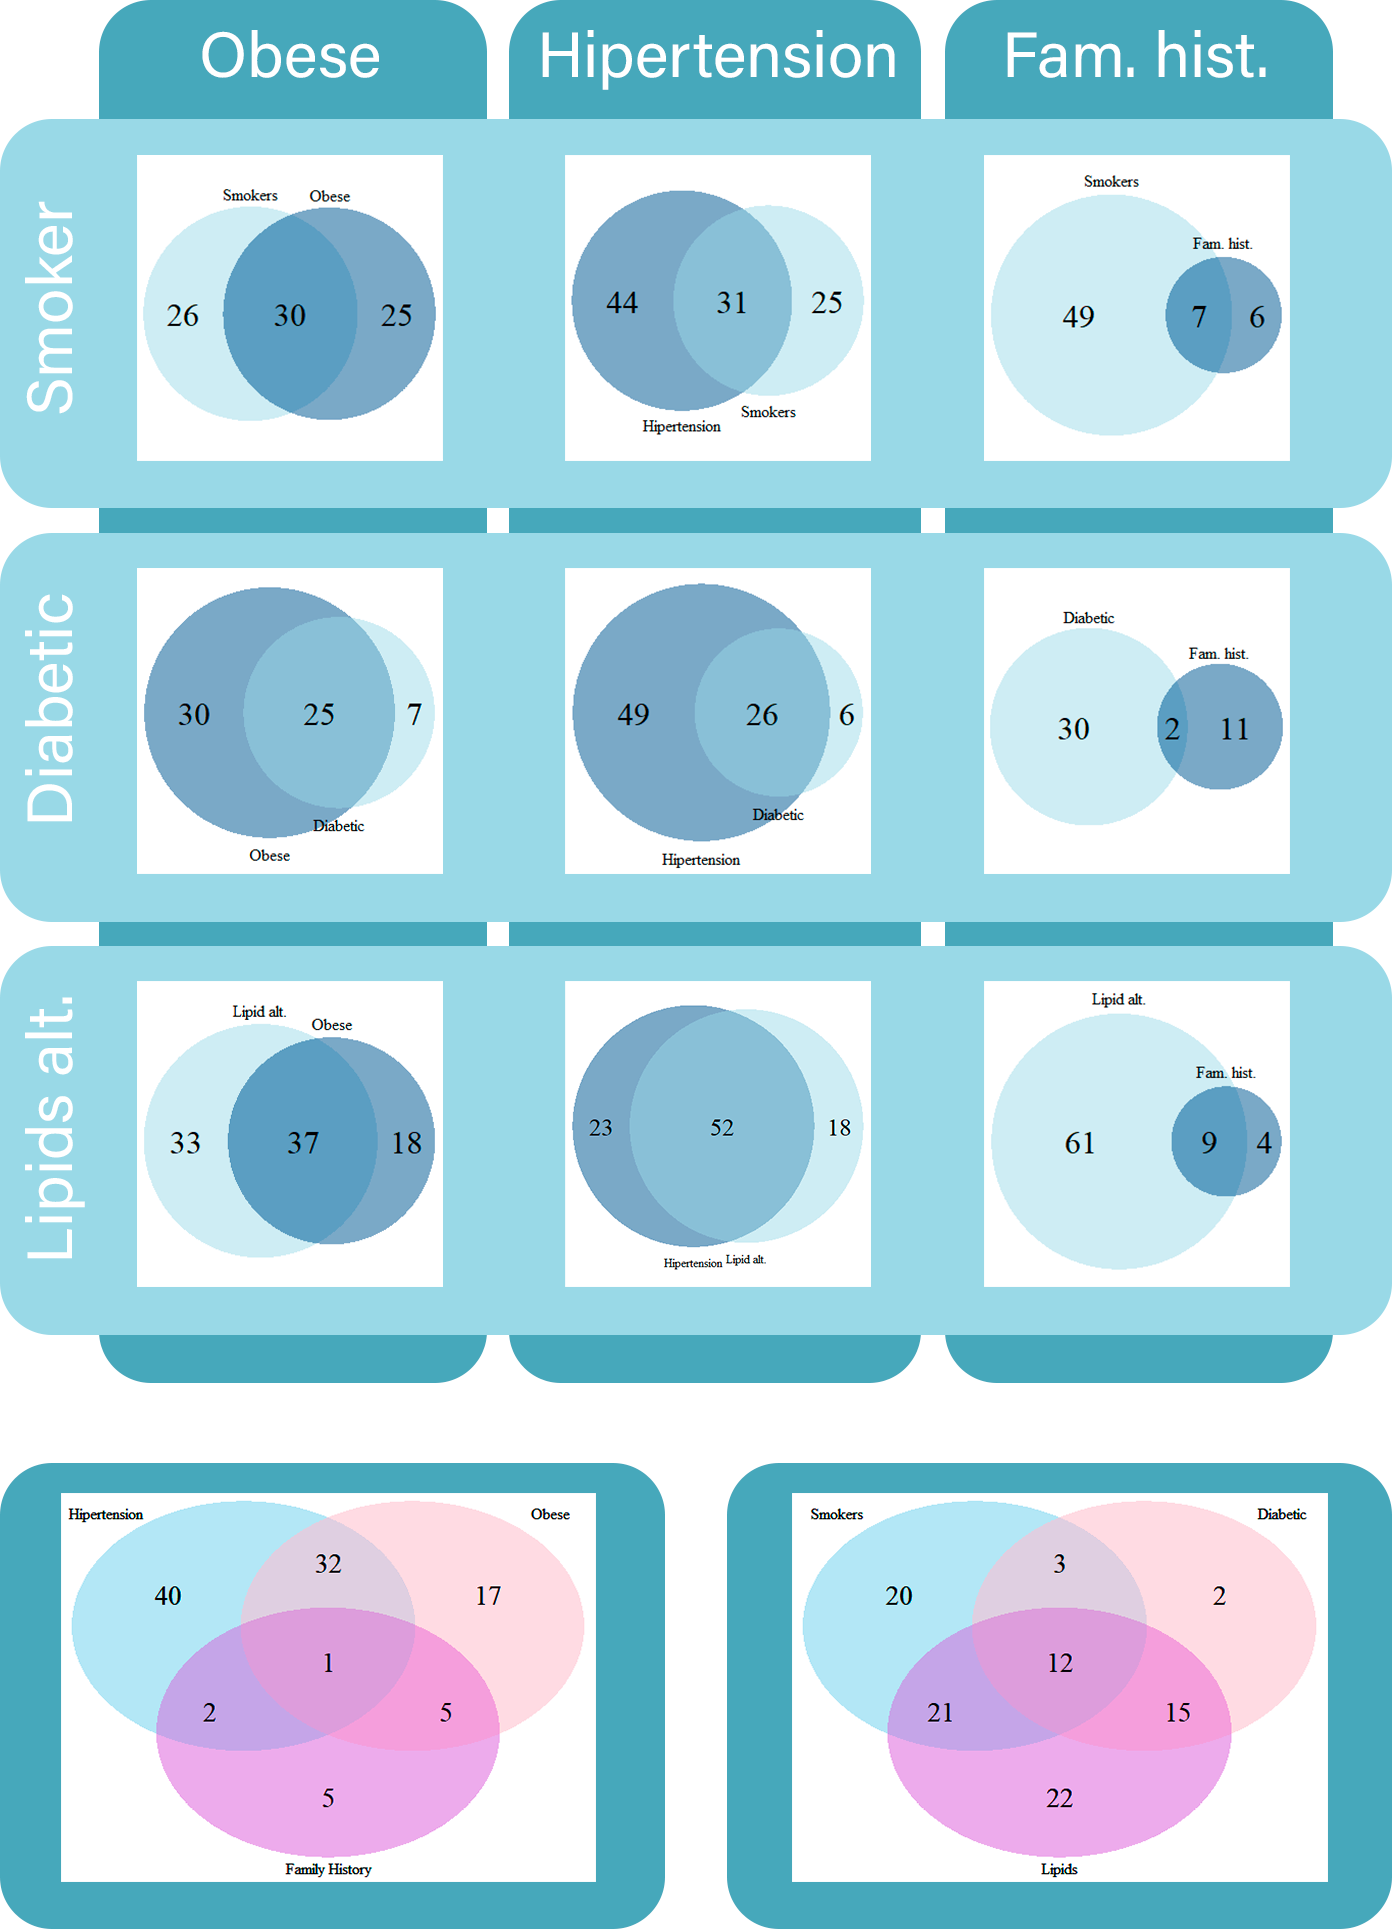 Obese
Hipertension
Fam. hist.
Smoker
Smokers
Obese
26
30
25
44
31
25
Hipertension
Smokers
Smokers
Fam. hist.
49
7
6
Diabetic
30
25
7
Diabetic
Obese
49
26
6
Diabetic
Hipertension
Diabetic
Fam. hist.
30
2
11
Lipids alt.
Lipid alt.
Obese
33
37
18
23
52
18
Hipertension
Lipid alt.
Lipid alt.
Fam. hist.
61
9
4
Hipertension
Obese
32
40
17
1
2
5
5
Family History
Smokers
Diabetic
3
20
2
12
21
15
22
Lipids